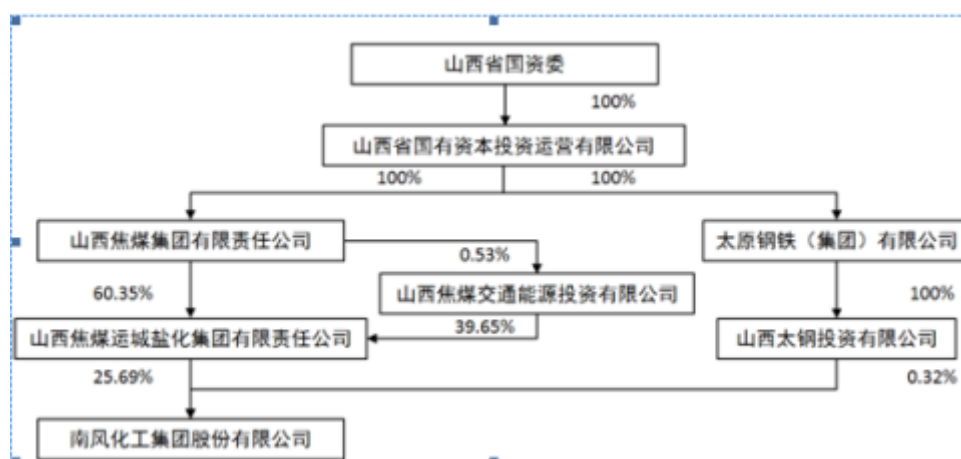 山西省国资委
100%
山西省国有资本投资运营有限公司
100%
100%
山西焦煤集团有限责任公司
太原钢铁（集团）有限公司
0.53%
60.35%
山西焦煤交通能源投资有限公司
100%
39.65%
山西焦煤运城盐化集团有限责任公司
山西太钢投资有限公司
25.69%
0.32%
南风化工集团股份有限公司